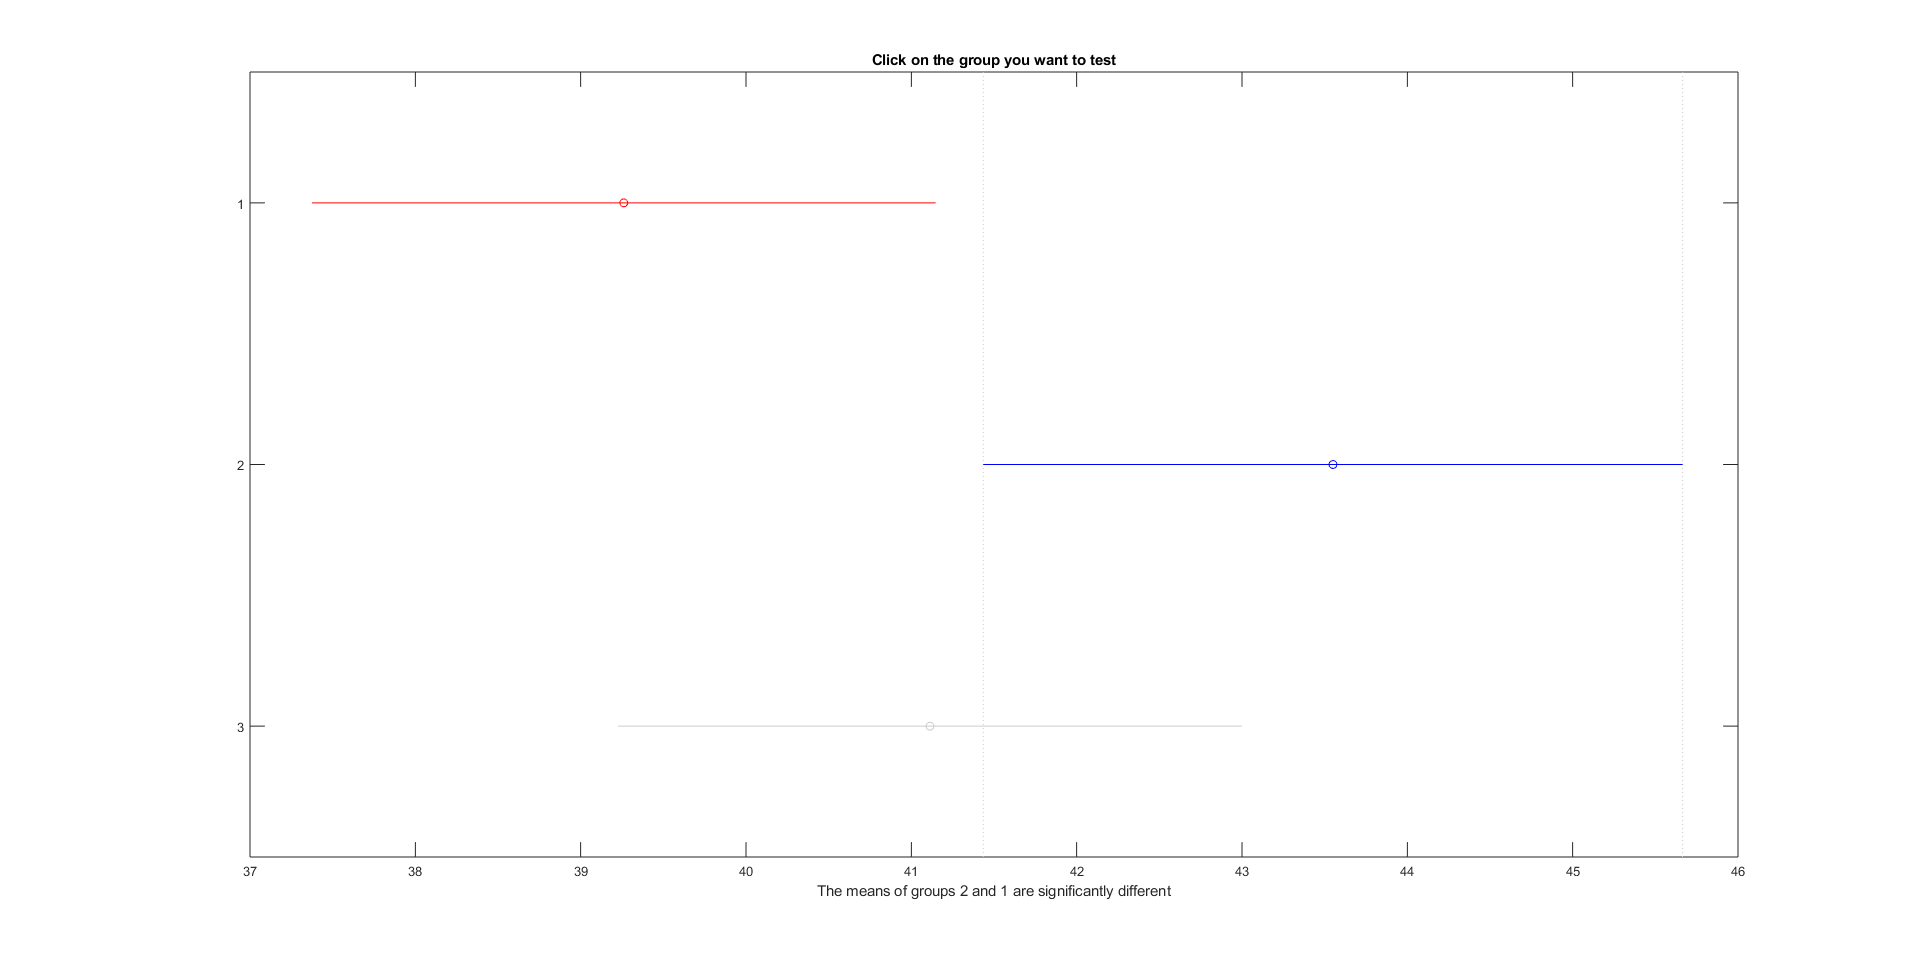 Click on the group you want to test
1
2
3
37 38 39 40 41 42 43 44 45 46
The means of groups 2 and 1 are significantly different